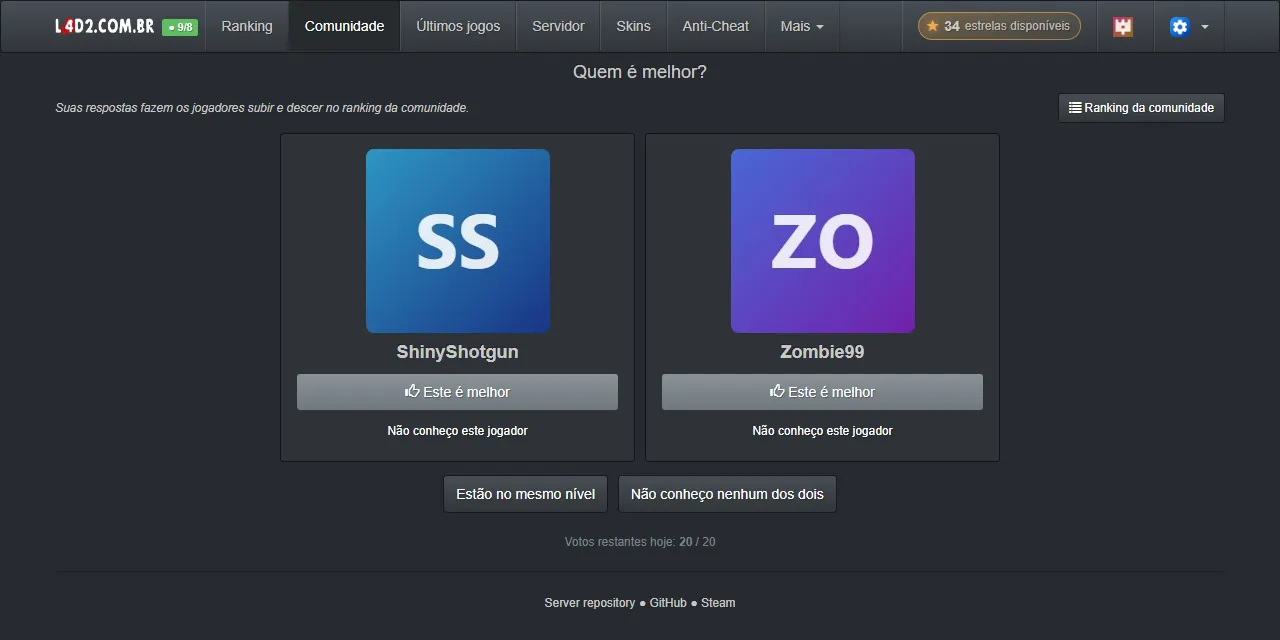 L4D2.COM.BR ● 9/8 Ranking Comunidade Últimos jogos Servidor Skins Anti-Cheat Mais ★ 34 estrelas disponíveis
Quem é melhor?
Suas respostas fazem os jogadores subir e descer no ranking da comunidade.
Ranking da comunidade
SS
ShinyShotgun
Este é melhor
Não conheço este jogador
ZO
Zombie99
Este é melhor
Não conheço este jogador
Estão no mesmo nível
Não conheço nenhum dos dois
Votos restantes hoje: 20 / 20
Server repository ● GitHub ● Steam